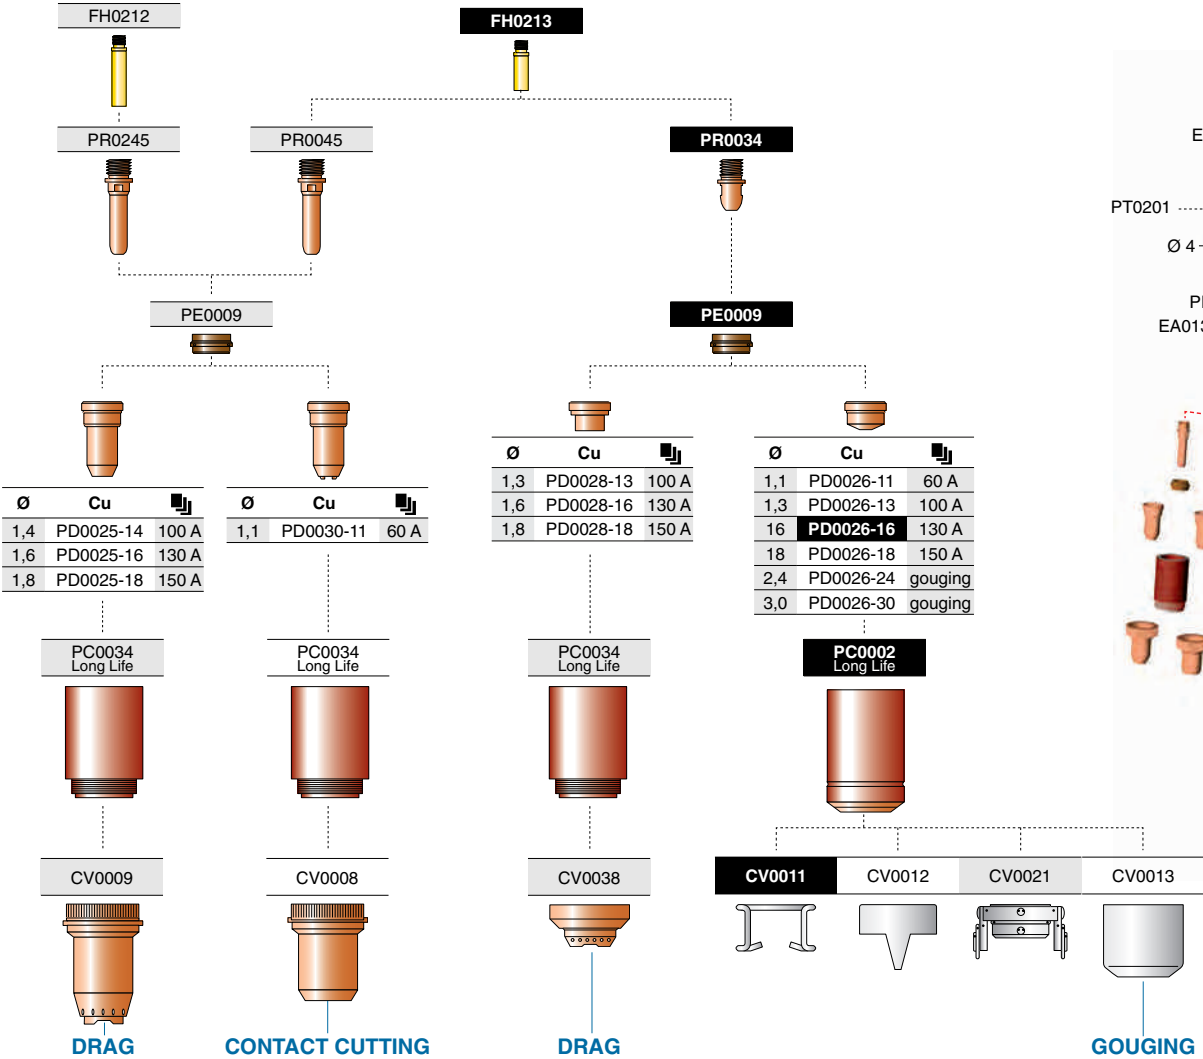 FH0212
FH0213
PR0245
PR0045
PR0034
PT0201
Ø 4
PE0009
PE0009
EA013
Ø Cu
1,4 PD0025-14 100 A
1,6 PD0025-16 130 A
1,8 PD0025-18 150 A
Ø Cu
1,1 PD0030-11 60 A
Ø Cu
1,3 PD0028-13 100 A
1,6 PD0028-16 130 A
1,8 PD0028-18 150 A
Ø Cu
1,1 PD0026-11 60 A
1,3 PD0026-13 100 A
16 PD0026-16 130 A
18 PD0026-18 150 A
2,4 PD0026-24 gouging
3,0 PD0026-30 gouging
PC0034
Long Life
PC0034
Long Life
PC0034
Long Life
PC0002
Long Life
CV0009
CV0008
CV0038
CV0011
CV0012
CV0021
CV0013
DRAG
CONTACT CUTTING
DRAG
GOUGING